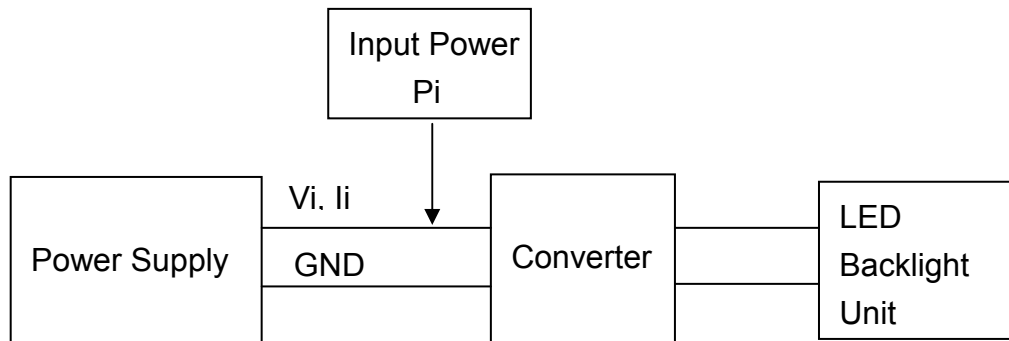 Input Power
Pi
Vi, Ii
Power Supply
GND
Converter
LED
Backlight
Unit